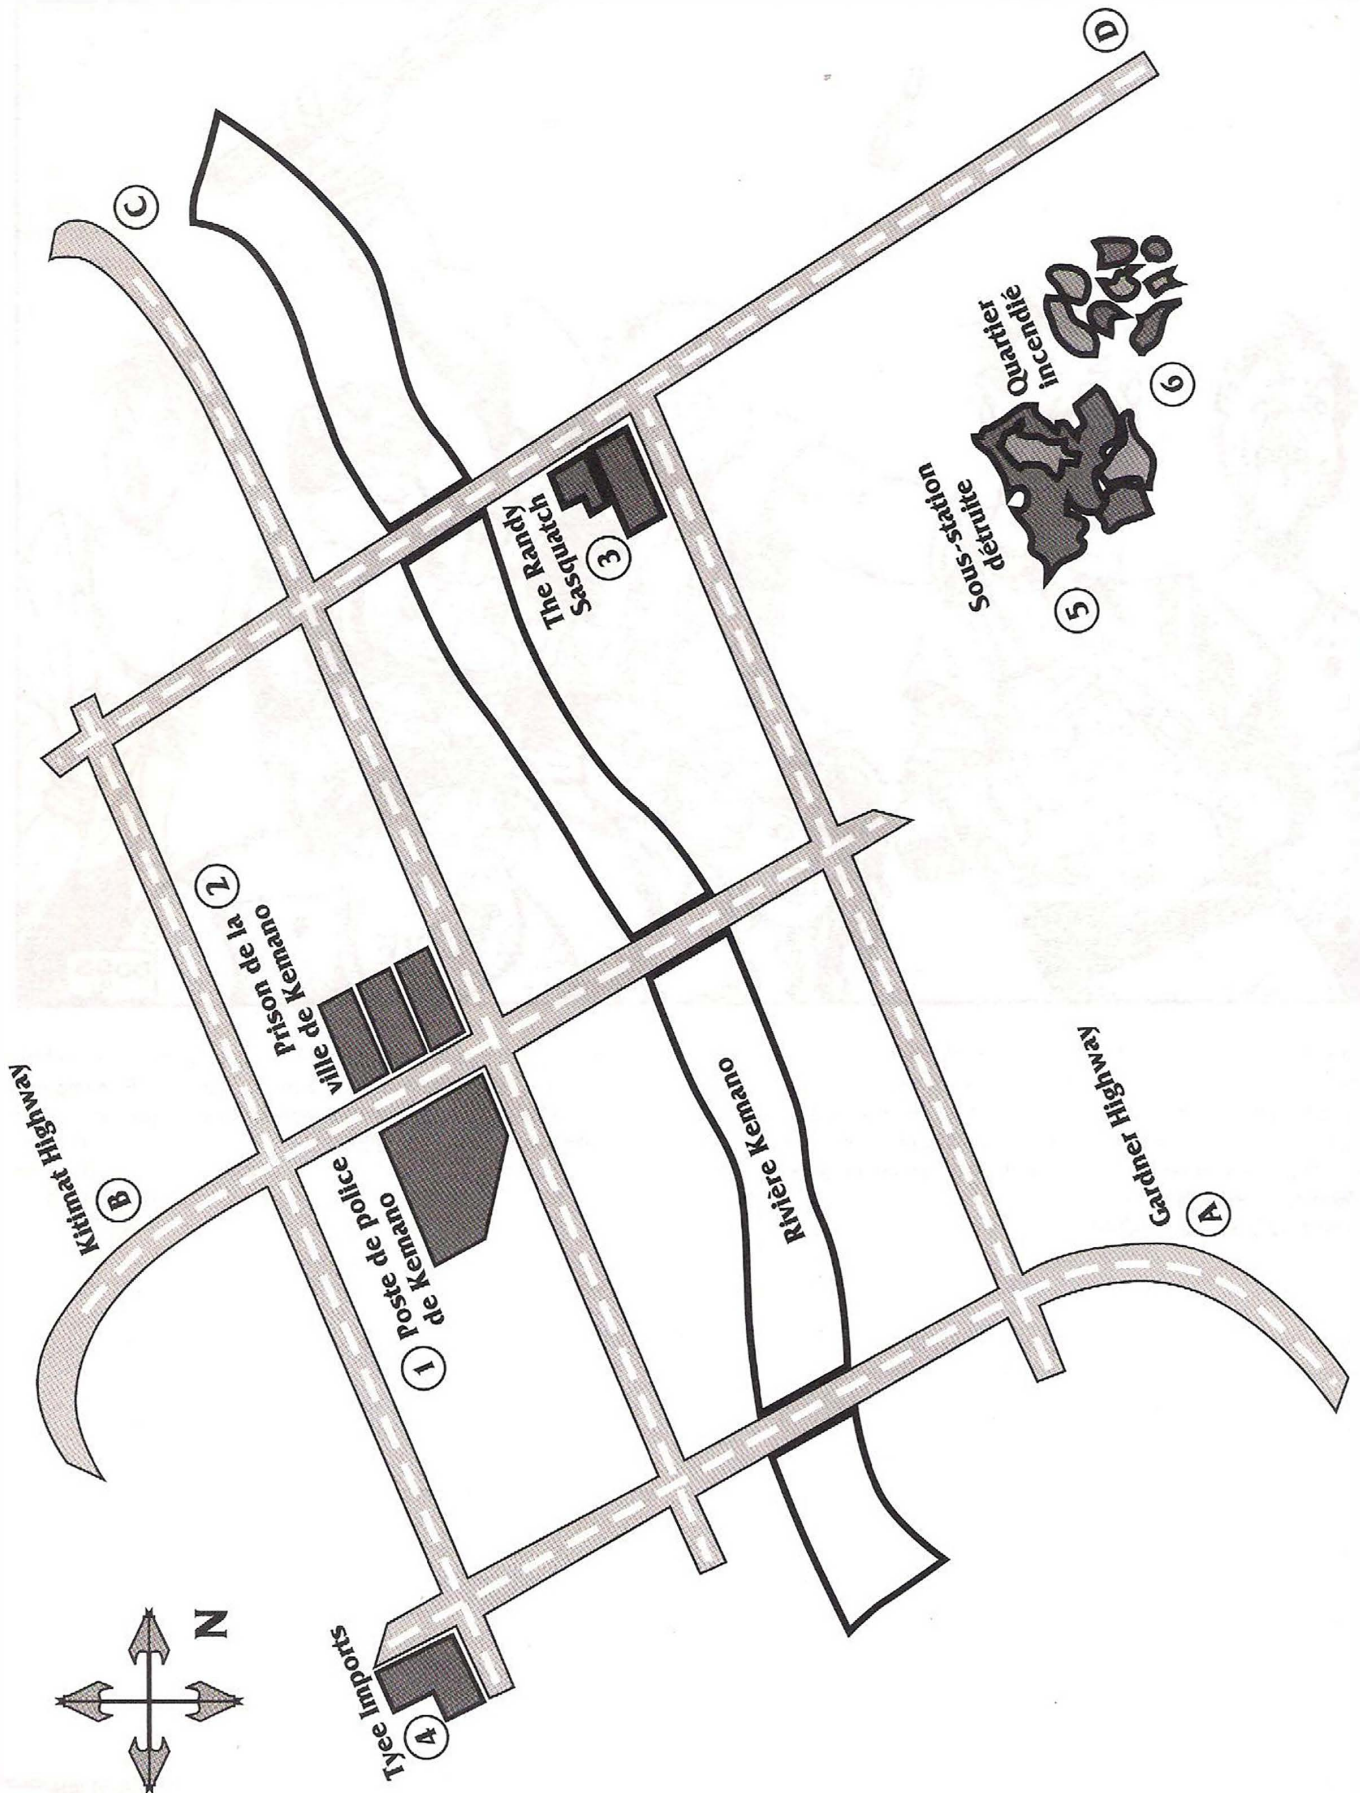 Kitimat Highway
B
C
D
Prison de la
ville de Kemano
2
1
Poste de police
de Kemano
The Randy
Sasquatch
3
Quartier
incendié
6
Sous-station
détruite
5
Rivière Kemano
Gardner Highway
A
Tyee Imports
4
N